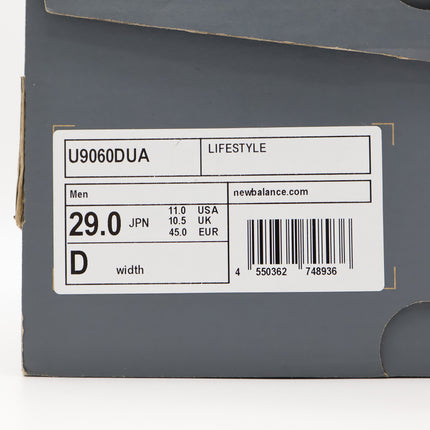 U9060DUA LIFESTYLE
Men newbalance.com
29.0 JPN 11.0 USA
10.5 UK
45.0 EUR
D width
4 550362 748936